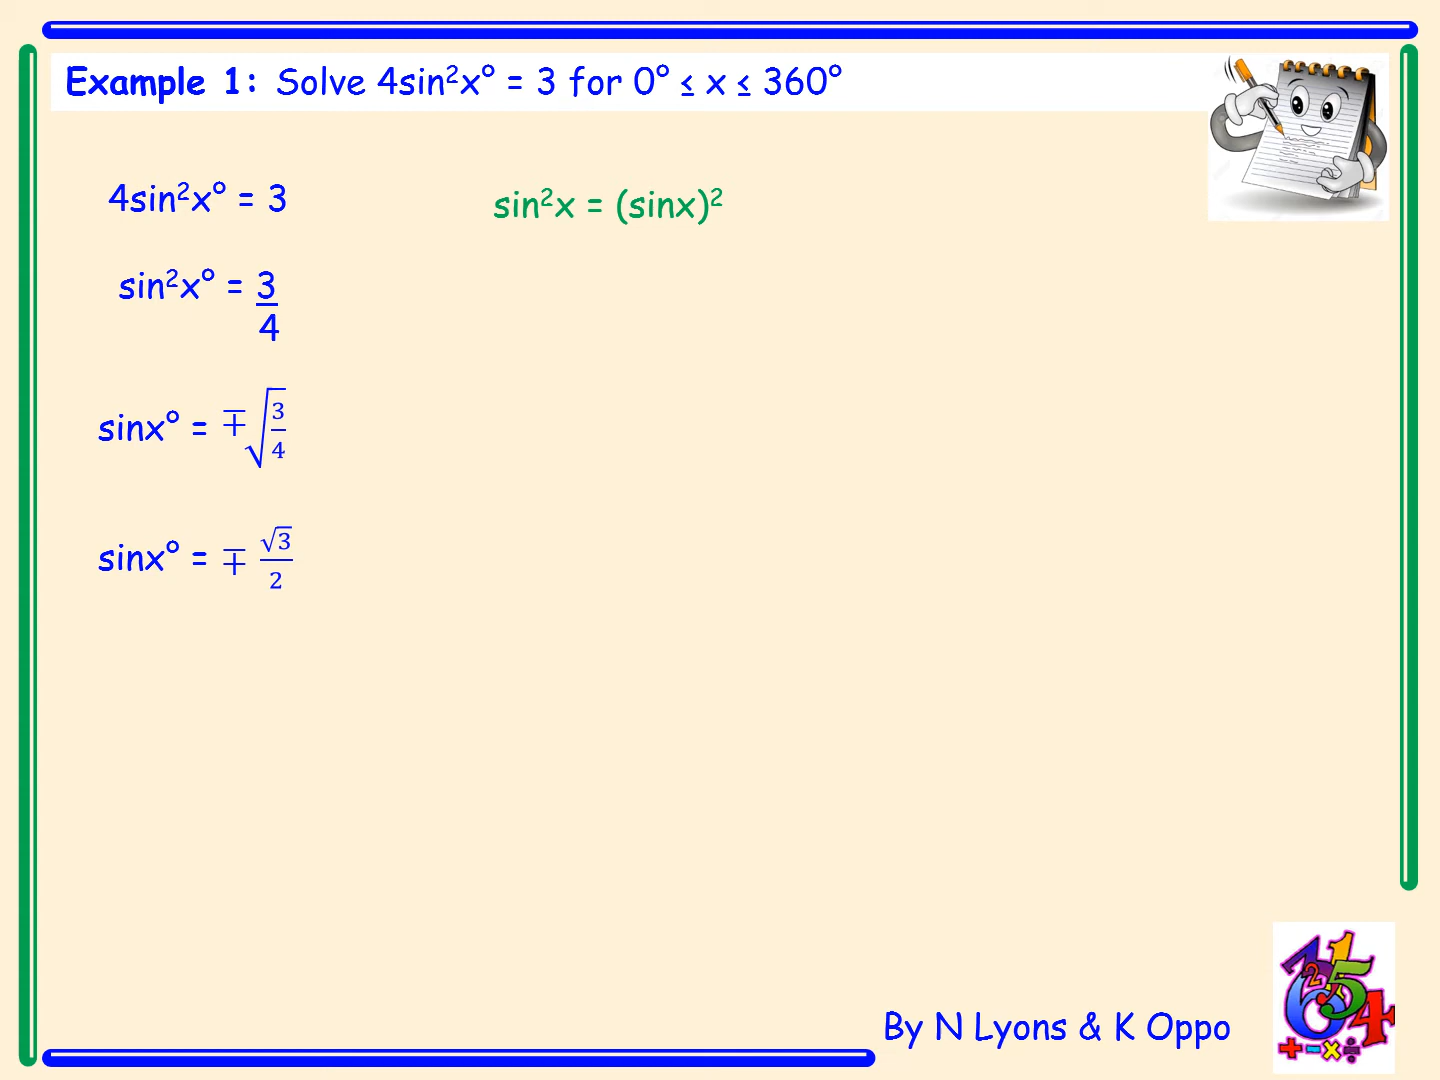 Example 1: Solve 4sin²x° = 3 for 0° ≤ x ≤ 360°
4sin²x° = 3
sin²x = (sinx)²
sin²x° = 3/4
sinx° = ∓√(3/4)
sinx° = ∓ √3/2
By N Lyons & K Oppo